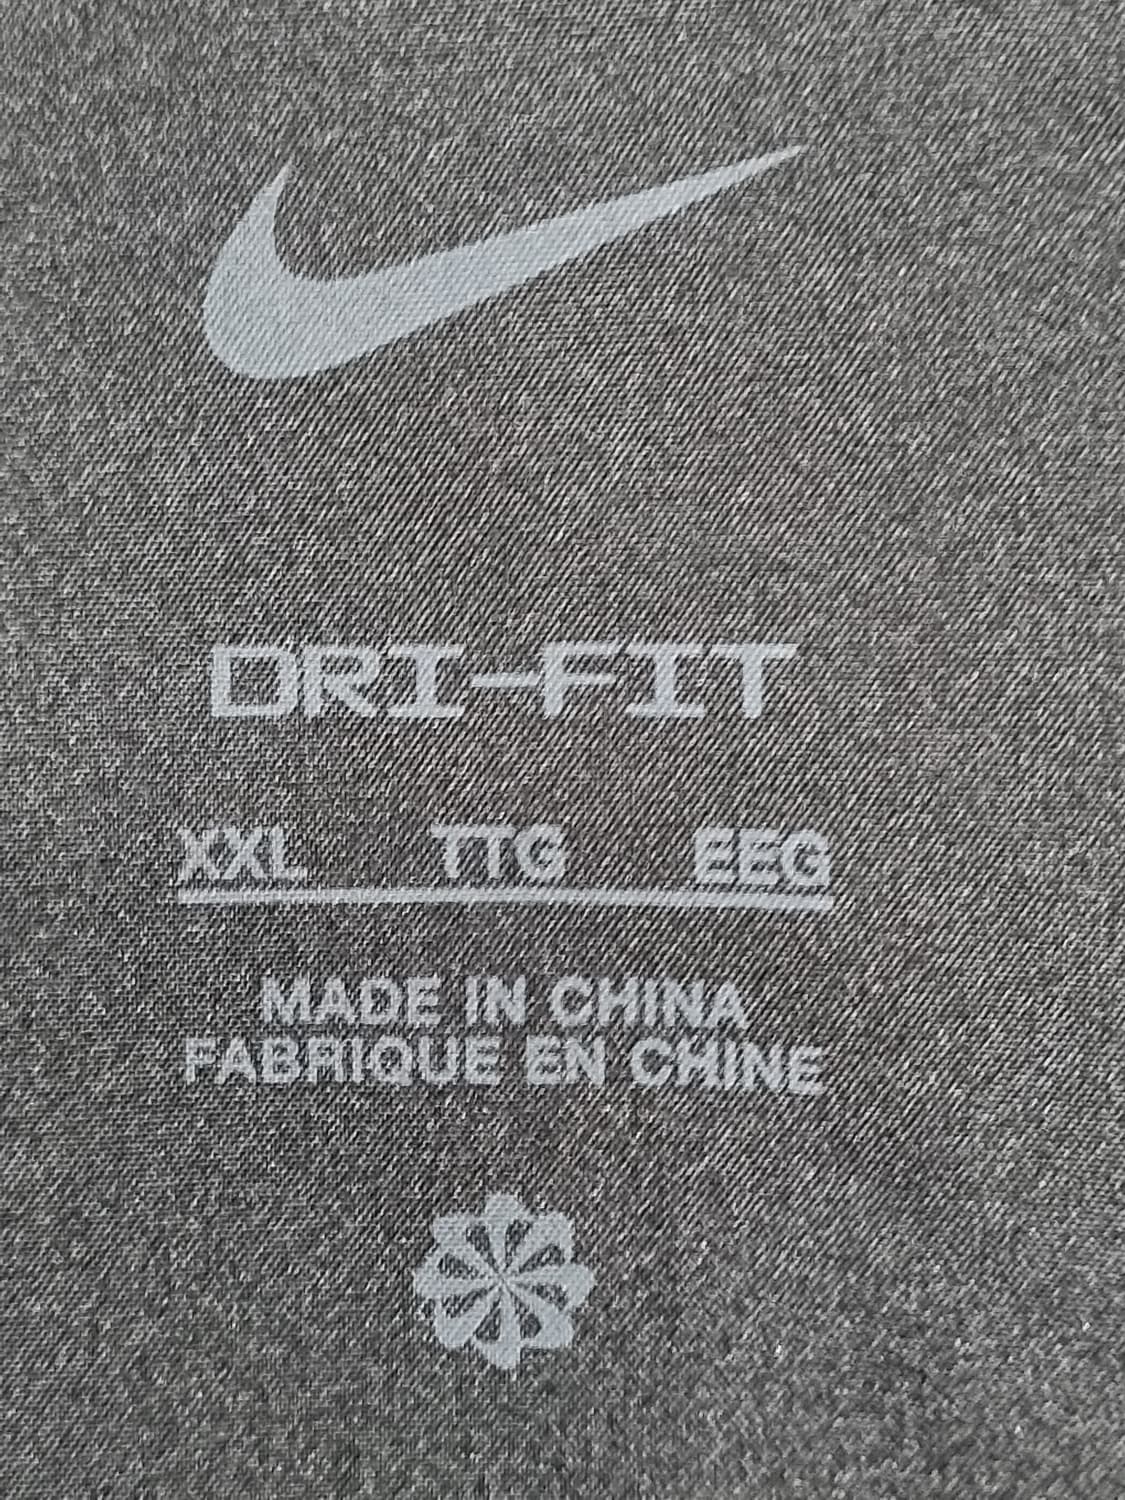 DRI-FIT
XXL TTG EEG
MADE IN CHINA
FABRIQUE EN CHINE